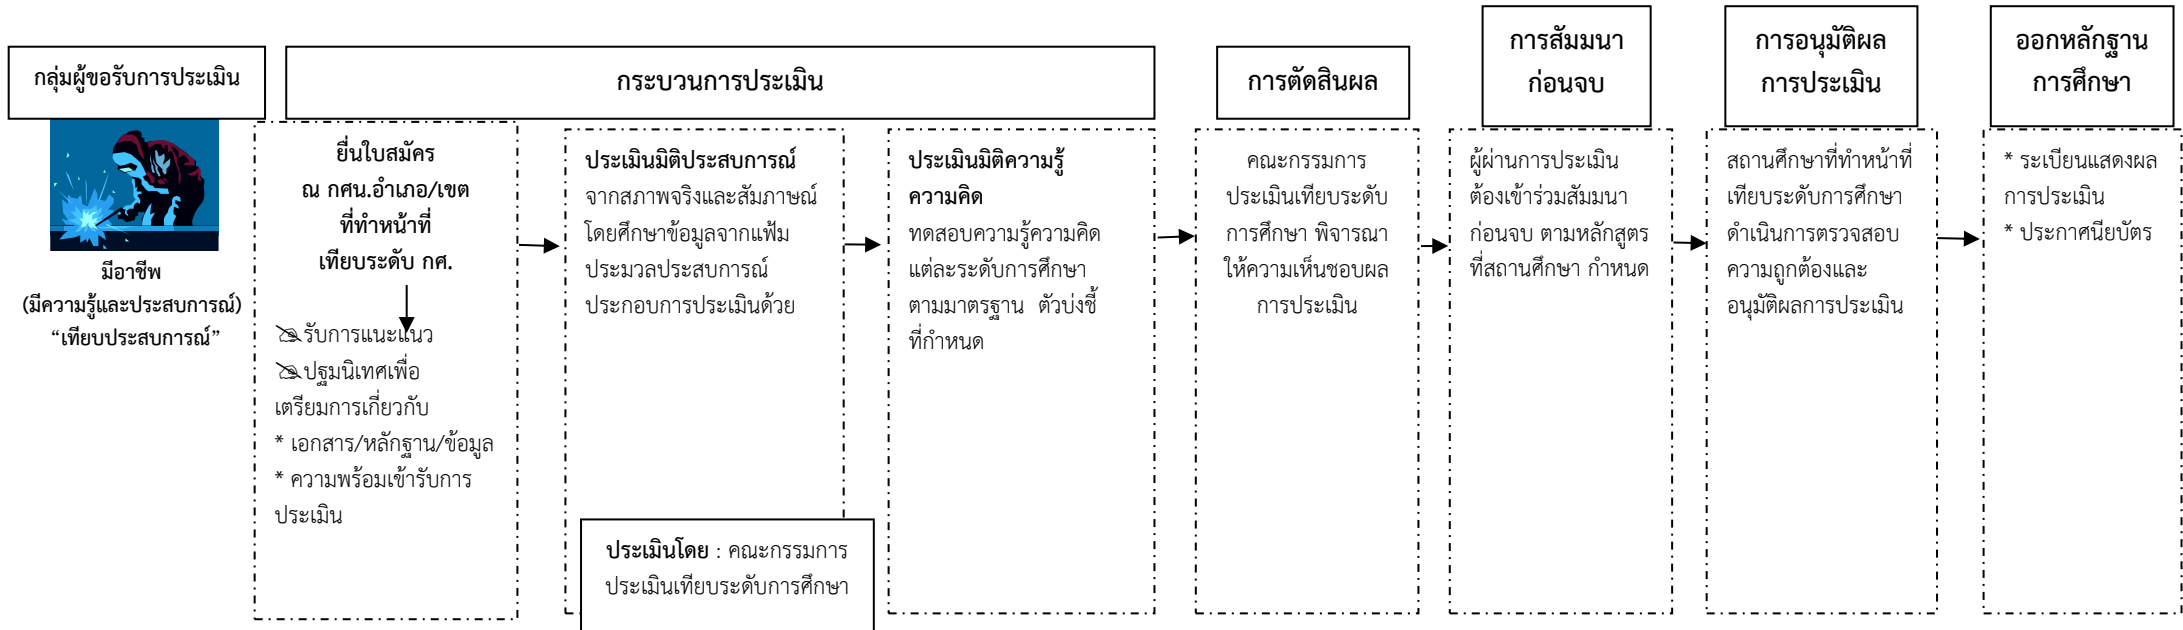 กลุ่มผู้ขอรับการประเมิน
มีอาชีพ
(มีความรู้และประสบการณ์)
“เทียบประสบการณ์”
กระบวนการประเมิน
ยื่นใบสมัคร
ณ กศน.อำเภอ/เขต
ที่ทำหน้าที่
เทียบระดับ กศ.
รับการแนะแนว
ปฐมนิเทศเพื่อ
เตรียมการเกี่ยวกับ
* เอกสาร/หลักฐาน/ข้อมูล
* ความพร้อมเข้ารับการ
ประเมิน
ประเมินมิติประสบการณ์
จากสภาพจริงและสัมภาษณ์
โดยศึกษาข้อมูลจากแฟ้ม
ประมวลประสบการณ์
ประกอบการประเมินด้วย
ประเมินโดย : คณะกรรมการ
ประเมินเทียบระดับการศึกษา
ประเมินมิติความรู้
ความคิด
ทดสอบความรู้ความคิด
แต่ละระดับการศึกษา
ตามมาตรฐาน ตัวบ่งชี้
ที่กำหนด
การตัดสินผล
คณะกรรมการ
ประเมินเทียบระดับ
การศึกษา พิจารณา
ให้ความเห็นชอบผล
การประเมิน
การสัมมนา
ก่อนจบ
ผู้ผ่านการประเมิน
ต้องเข้าร่วมสัมมนา
ก่อนจบ ตามหลักสูตร
ที่สถานศึกษา กำหนด
การอนุมัติผล
การประเมิน
สถานศึกษาที่ทำหน้าที่
เทียบระดับการศึกษา
ดำเนินการตรวจสอบ
ความถูกต้องและ
อนุมัติผลการประเมิน
ออกหลักฐาน
การศึกษา
* ระเบียนแสดงผล
การประเมิน
* ประกาศนียบัตร